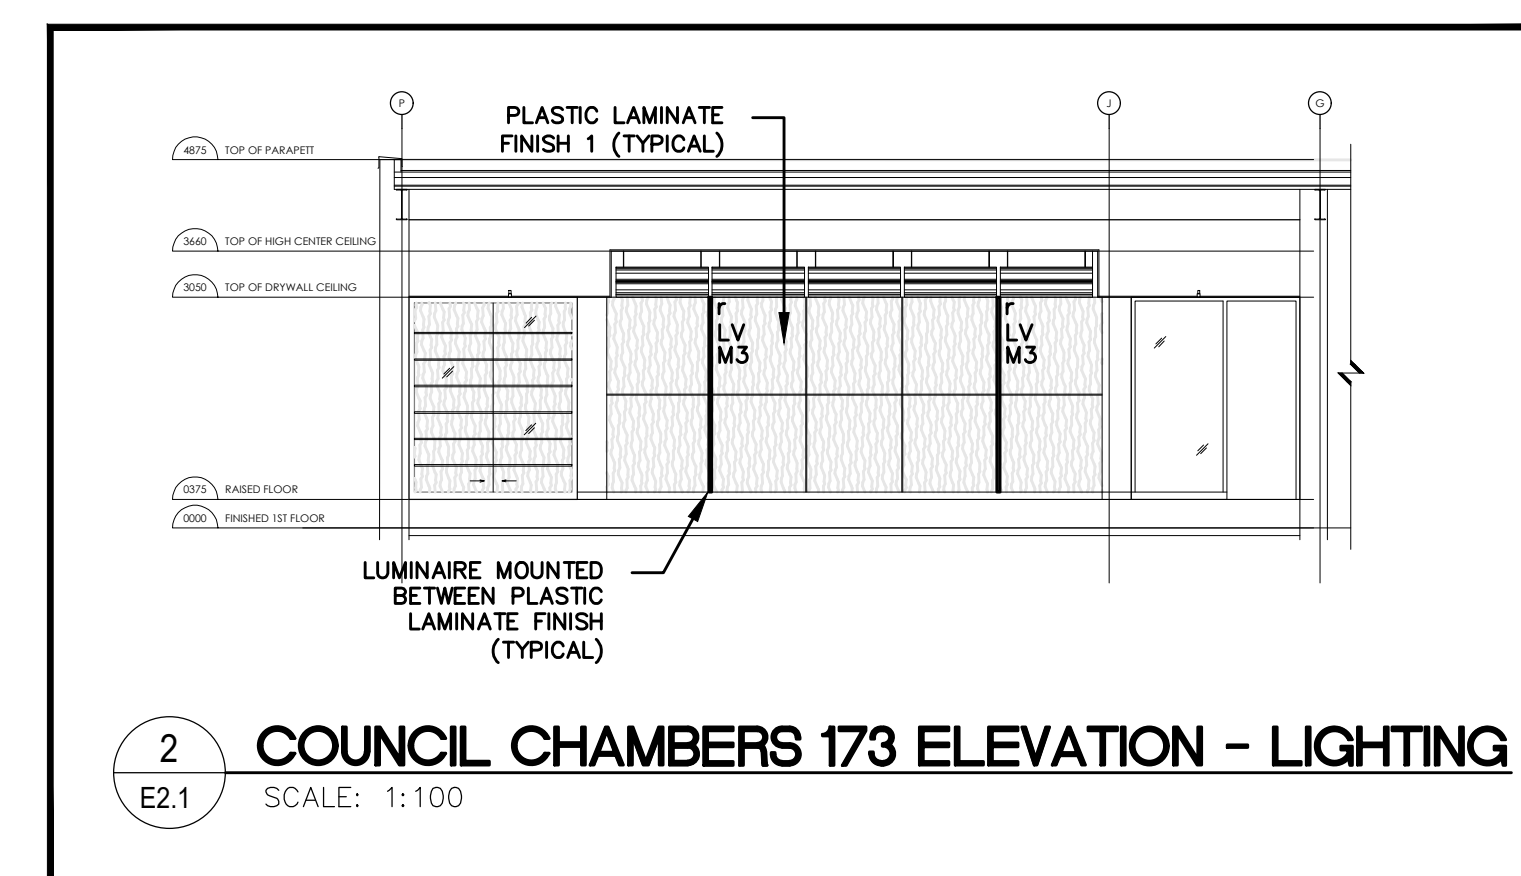 P
J
G
PLASTIC LAMINATE
FINISH 1 (TYPICAL)
4875 TOP OF PARAPETT
3660 TOP OF HIGH CENTER CEILING
3050 TOP OF DRYWALL CEILING
r
LV
M3
r
LV
M3
0375 RAISED FLOOR
0000 FINISHED 1ST FLOOR
LUMINAIRE MOUNTED
BETWEEN PLASTIC
LAMINATE FINISH
(TYPICAL)
2
E2.1
COUNCIL CHAMBERS 173 ELEVATION - LIGHTING
SCALE: 1:100